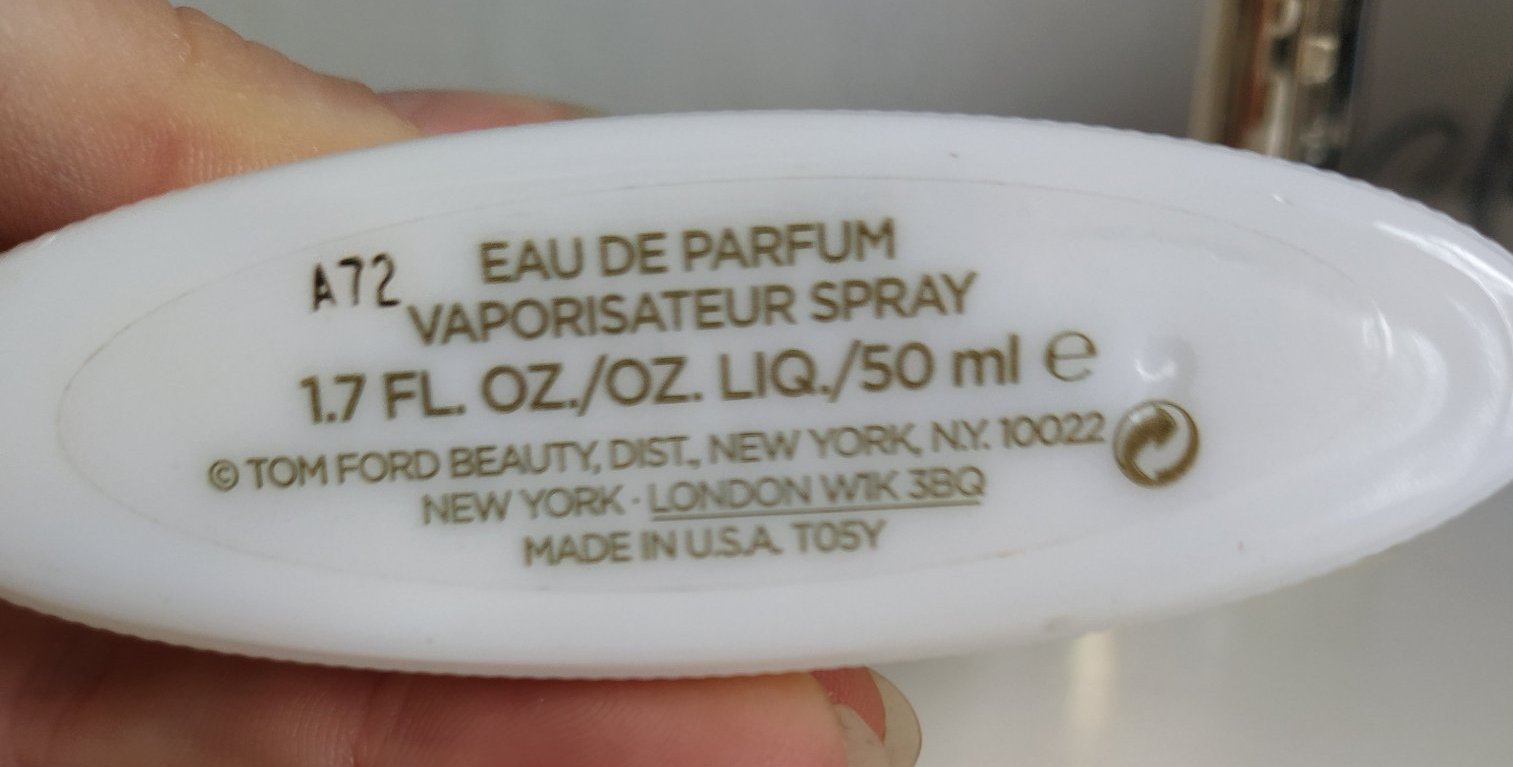 A72
EAU DE PARFUM
VAPORISATEUR SPRAY
1.7 FL. OZ./OZ. LIQ./50 ml ℮
© TOM FORD BEAUTY, DIST., NEW YORK, N.Y. 10022
NEW YORK · LONDON W1K 3BQ
MADE IN U.S.A. T05Y